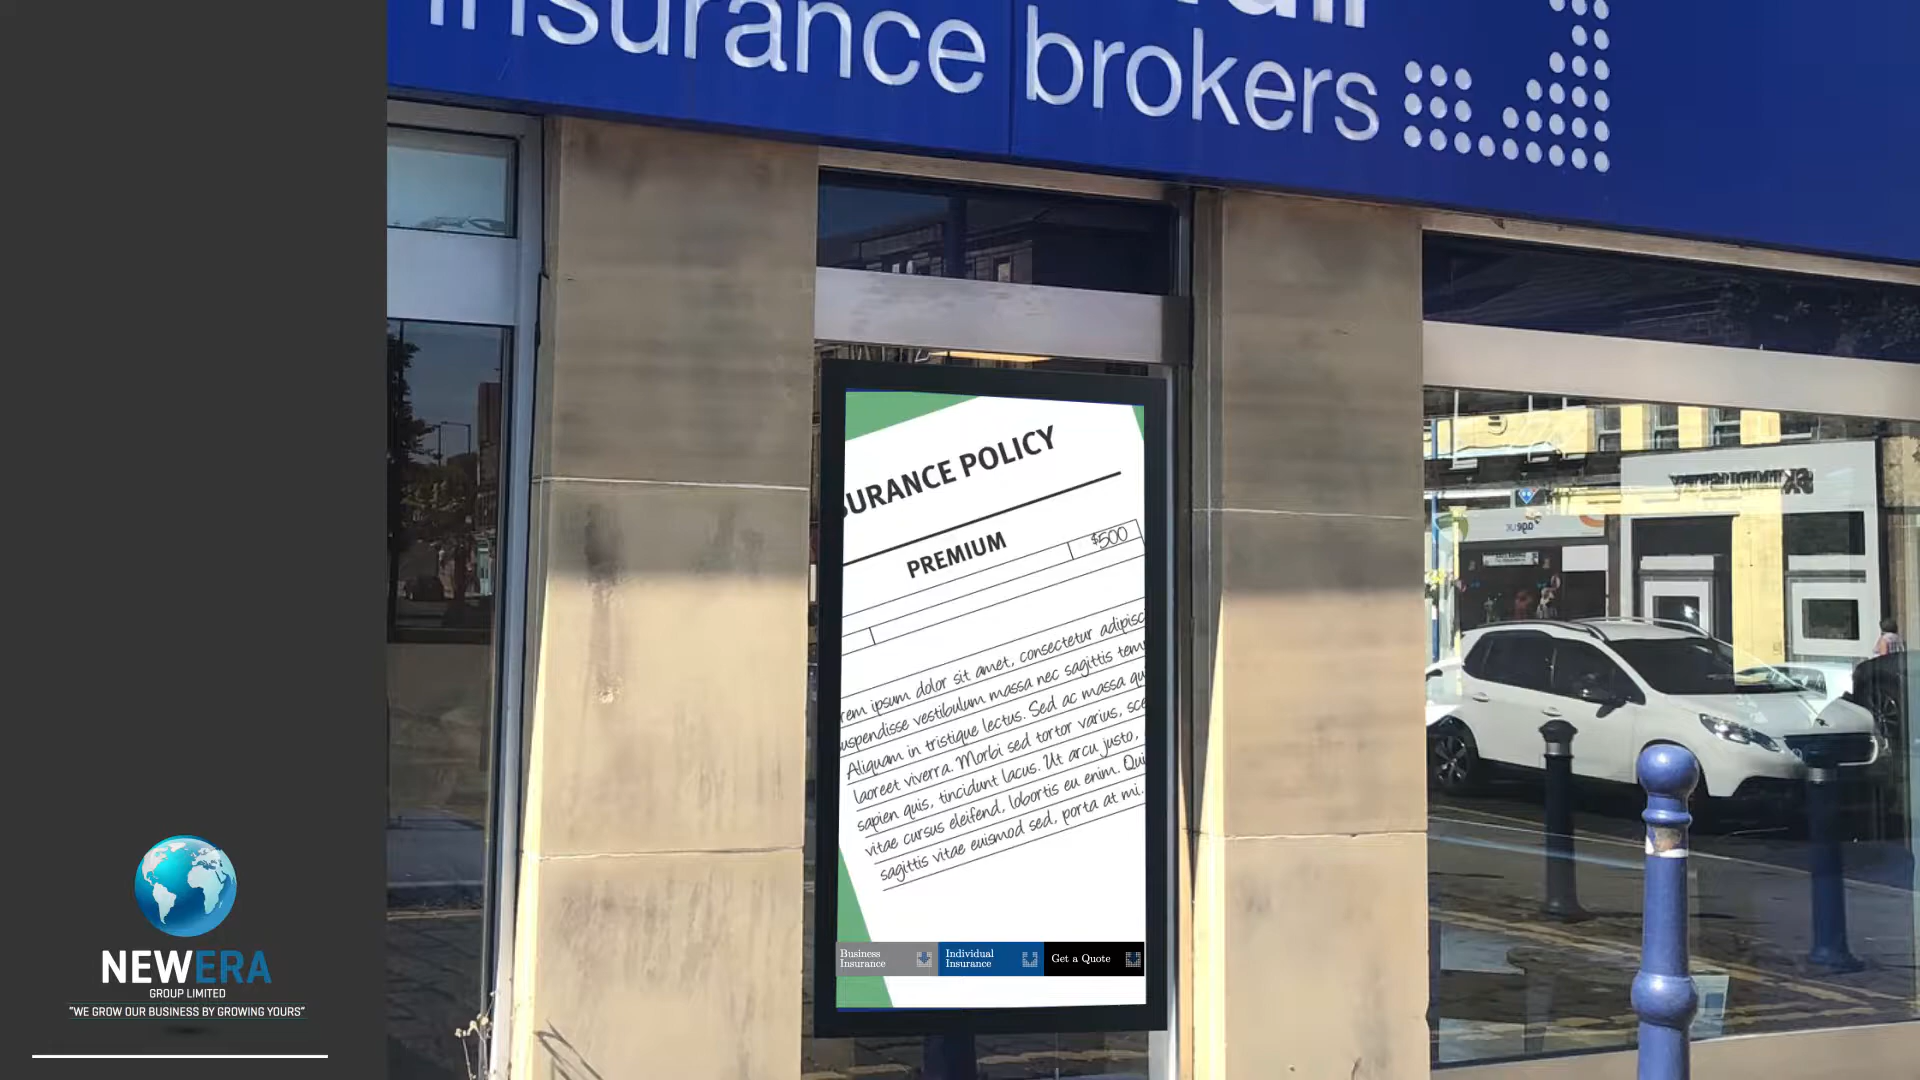 insurance brokers
SURANCE POLICY
PREMIUM
$500
rem ipsum dolor sit amet, consectetur adipisc
uspendisse vestibulum massa nec sagittis tem
Aliquam in tristique lectus. Sed ac massa qu
laoreet viverra. Morbi sed tortor varius, sce
sapien quis, tincidunt lacus. Ut arcu justo,
vitae cursus eleifend, lobortis eu enim. Qui
sagittis vitae euismod sed, porta at mi.
Business
Insurance
Individual
Insurance
Get a Quote
age UK
NEWERA
GROUP LIMITED
"WE GROW OUR BUSINESS BY GROWING YOURS"